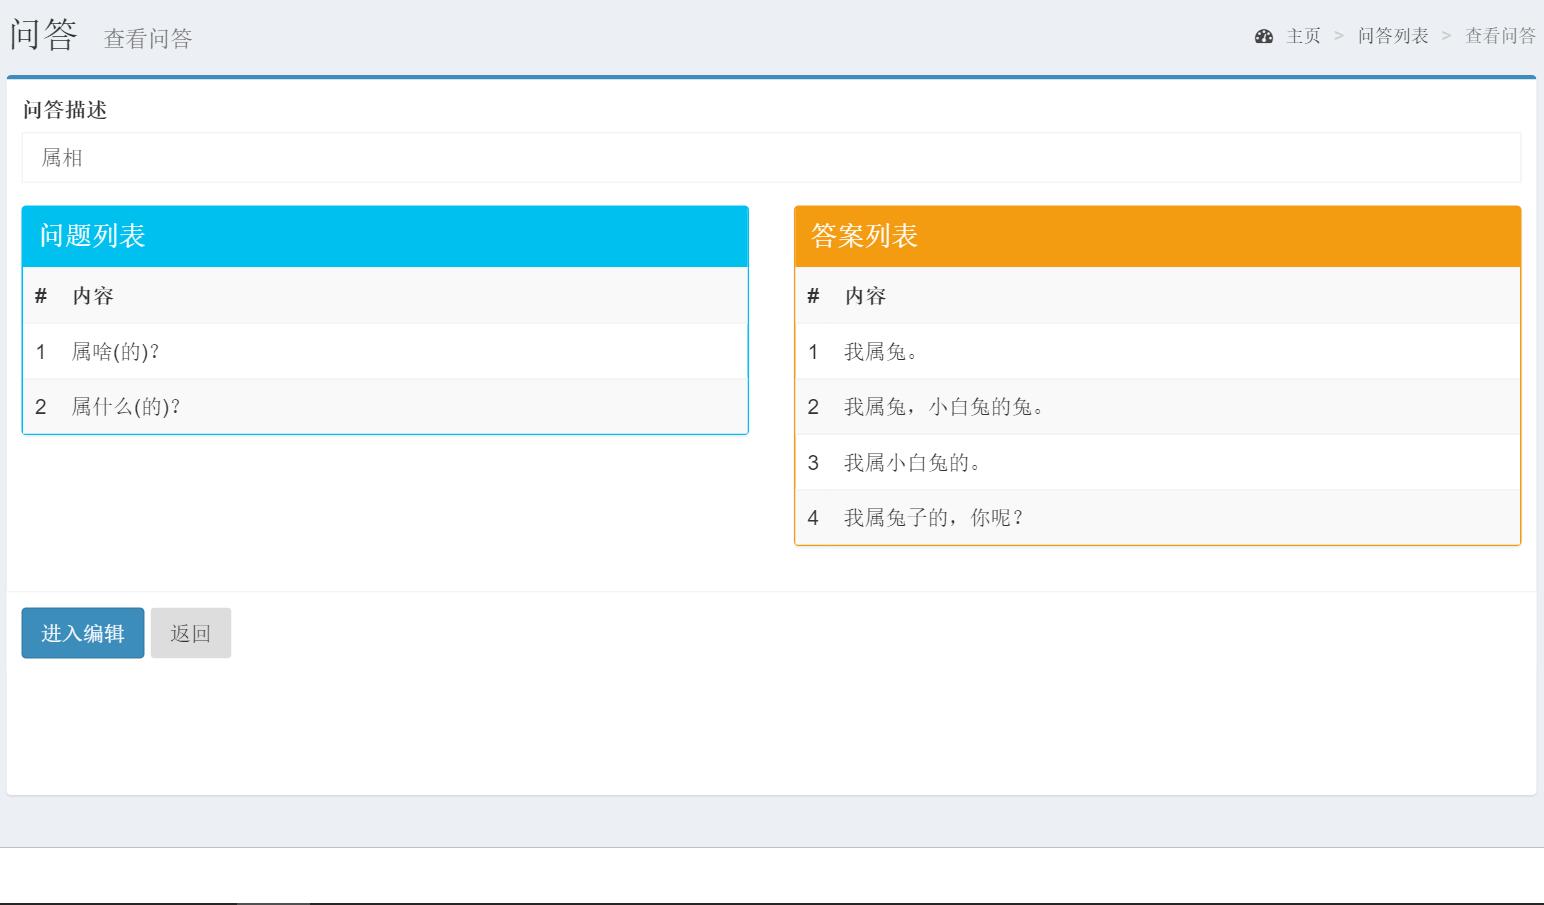 问答 查看问答
主页 > 问答列表 > 查看问答
问答描述
属相
问题列表
# 内容
1 属啥(的)?
2 属什么(的)?
答案列表
# 内容
1 我属兔。
2 我属兔，小白兔的兔。
3 我属小白兔的。
4 我属兔子的，你呢？
进入编辑 返回